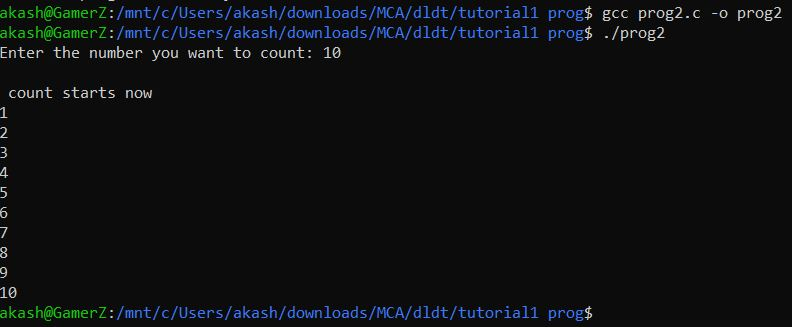 akash@GamerZ:/mnt/c/Users/akash/downloads/MCA/dldt/tutorial1 prog$ gcc prog2.c -o prog2
akash@GamerZ:/mnt/c/Users/akash/downloads/MCA/dldt/tutorial1 prog$ ./prog2
Enter the number you want to count: 10

 count starts now
1
2
3
4
5
6
7
8
9
10
akash@GamerZ:/mnt/c/Users/akash/downloads/MCA/dldt/tutorial1 prog$